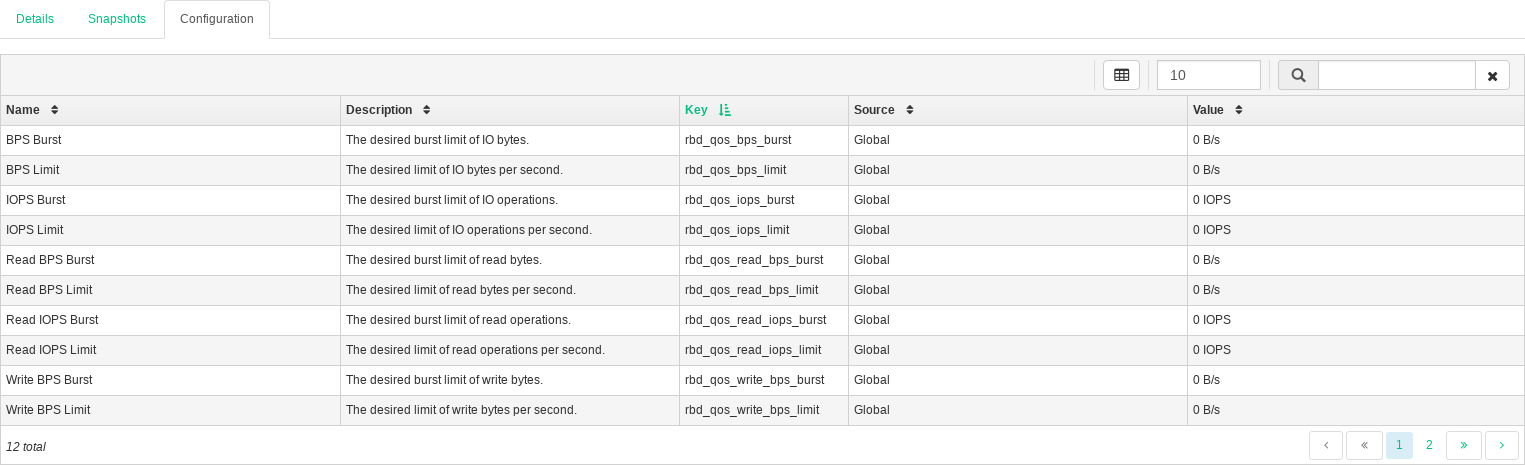 Details Snapshots Configuration
10
Name Description Key Source Value
BPS Burst The desired burst limit of IO bytes. rbd_qos_bps_burst Global 0 B/s
BPS Limit The desired limit of IO bytes per second. rbd_qos_bps_limit Global 0 B/s
IOPS Burst The desired burst limit of IO operations. rbd_qos_iops_burst Global 0 IOPS
IOPS Limit The desired limit of IO operations per second. rbd_qos_iops_limit Global 0 IOPS
Read BPS Burst The desired burst limit of read bytes. rbd_qos_read_bps_burst Global 0 B/s
Read BPS Limit The desired limit of read bytes per second. rbd_qos_read_bps_limit Global 0 B/s
Read IOPS Burst The desired burst limit of read operations. rbd_qos_read_iops_burst Global 0 IOPS
Read IOPS Limit The desired limit of read operations per second. rbd_qos_read_iops_limit Global 0 IOPS
Write BPS Burst The desired burst limit of write bytes. rbd_qos_write_bps_burst Global 0 B/s
Write BPS Limit The desired limit of write bytes per second. rbd_qos_write_bps_limit Global 0 B/s
12 total ‹ « 1 2 » ›